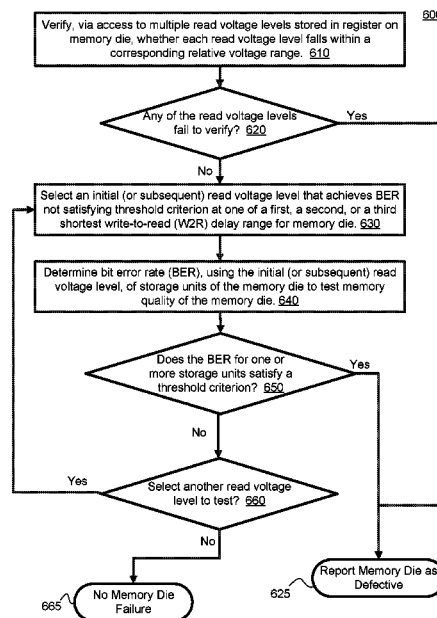 600
Verify, via access to multiple read voltage levels stored in register on
memory die, whether each read voltage level falls within a
corresponding relative voltage range. 610
Any of the read voltage levels
fail to verify? 620
Yes
No
Select an initial (or subsequent) read voltage level that achieves BER
not satisfying threshold criterion at one of a first, a second, or a third
shortest write-to-read (W2R) delay range for memory die. 630
Determine bit error rate (BER), using the initial (or subsequent) read
voltage level, of storage units of the memory die to test memory
quality of the memory die. 640
Does the BER for one or
more storage units satisfy a
threshold criterion? 650
Yes
No
Yes
Select another read voltage
level to test? 660
No
665
No Memory Die
Failure
625
Report Memory Die as
Defective